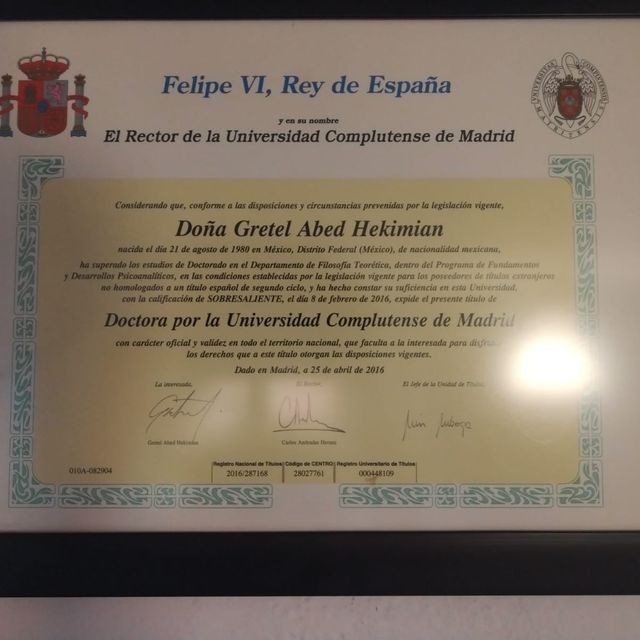 Felipe VI, Rey de España
y en su nombre
El Rector de la Universidad Complutense de Madrid
Considerando que, conforme a las disposiciones y circunstancias prevenidas por la legislación vigente,
Doña Gretel Abed Hekimian
nacida el día 21 de agosto de 1980 en México, Distrito Federal (México), de nacionalidad mexicana,
ha superado los estudios de Doctorado en el Departamento de Filosofía Teorética, dentro del Programa de Fundamentos
y Desarrollos Psicoanalíticos, en las condiciones establecidas por la legislación vigente para los poseedores de títulos extranjeros
no homologados a un título español de segundo ciclo, y ha hecho constar su suficiencia en esta Universidad,
con la calificación de SOBRESALIENTE, el día 8 de febrero de 2016, expide el presente título de
Doctora por la Universidad Complutense de Madrid,
con carácter oficial y validez en todo el territorio nacional, que faculta a la interesada para
los derechos que a este título otorgan las disposiciones vigentes.
Dado en Madrid, a 25 de abril de 2016
La interesada,
El Rector,
El Jefe de la Unidad de Títulos,
Gretel Abed Hekimian
Carlos Andradas Heranz
010A-082904
Registro Nacional de Títulos Código de CENTRO Registro Universitario de Títulos
2016/287168 28027761 000448109